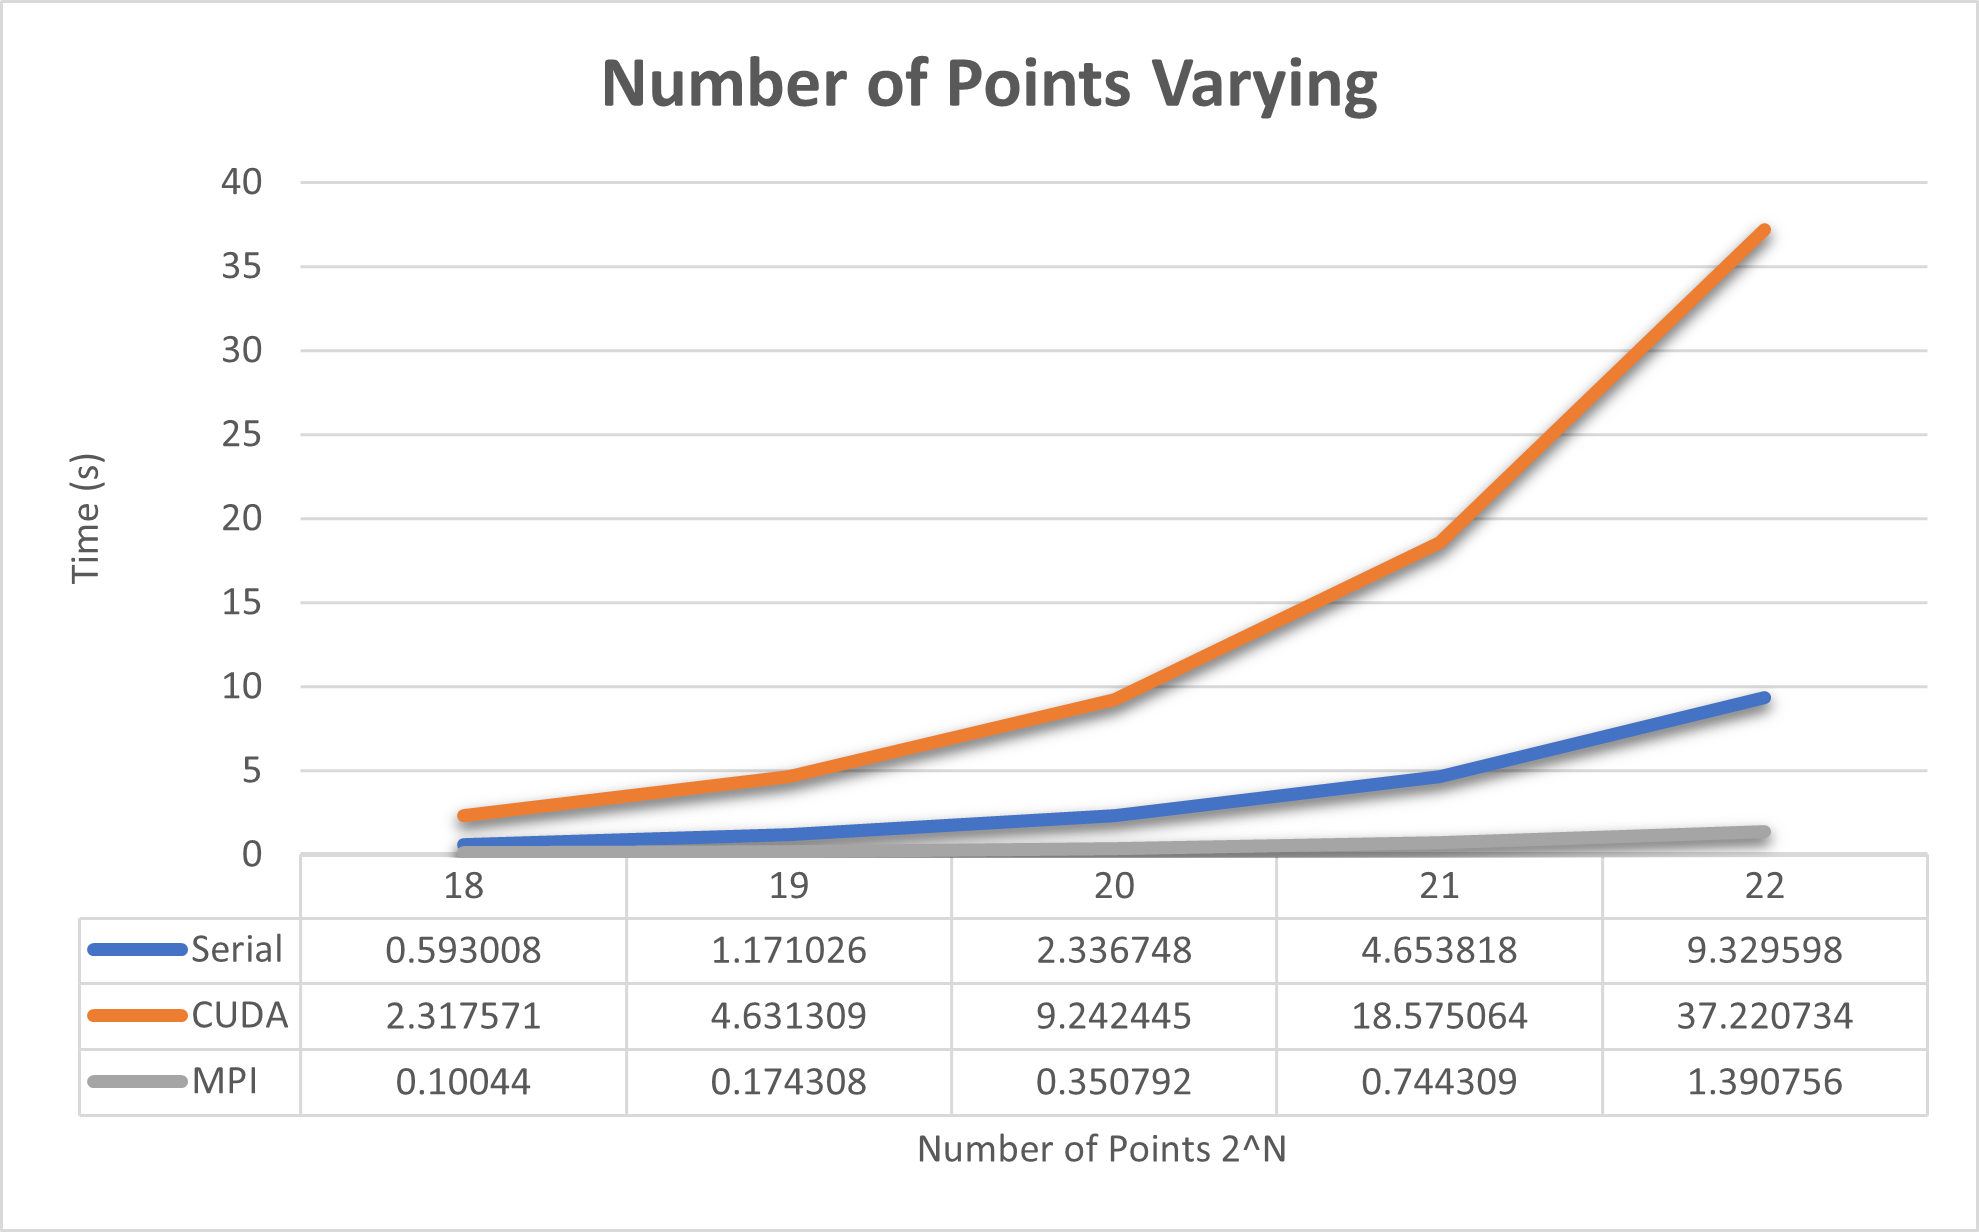 Number of Points Varying
40
35
30
25
20
15
10
5
0
Time (s)
18 19 20 21 22
Serial 0.593008 1.171026 2.336748 4.653818 9.329598
CUDA 2.317571 4.631309 9.242445 18.575064 37.220734
MPI 0.10044 0.174308 0.350792 0.744309 1.390756
Number of Points 2^N